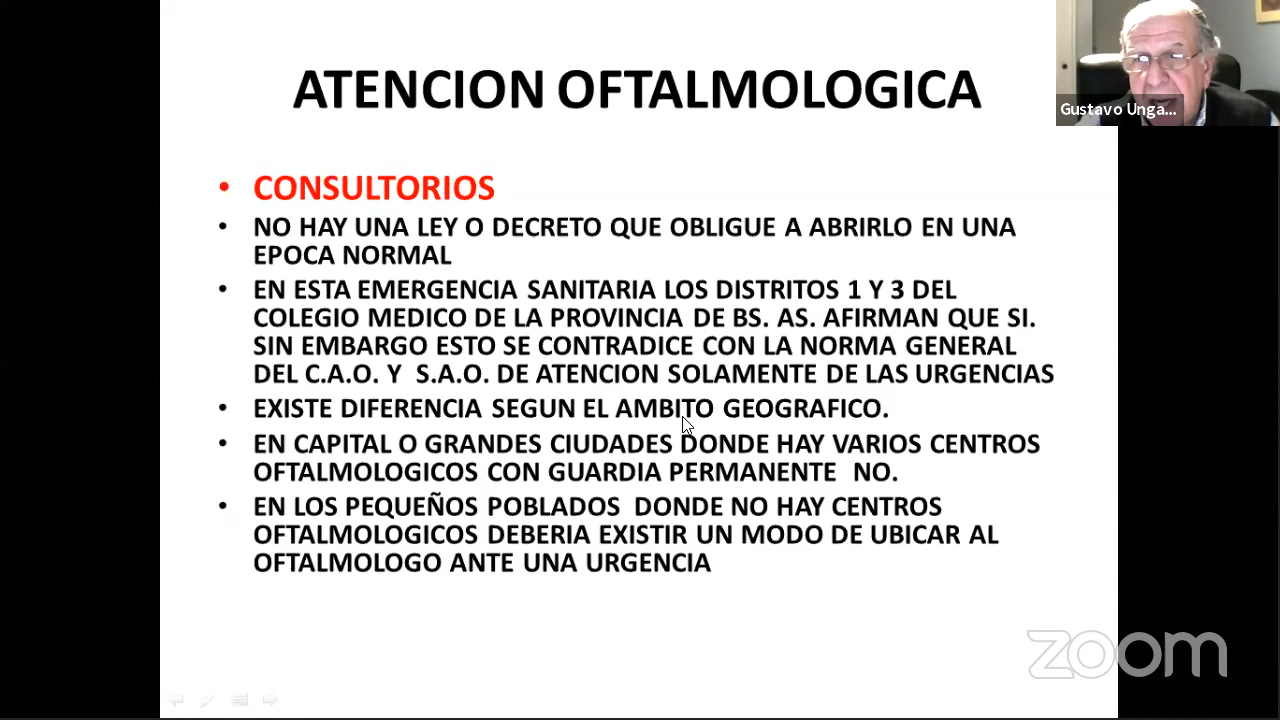 ATENCION OFTALMOLOGICA
Gustavo Unga...
• CONSULTORIOS
• NO HAY UNA LEY O DECRETO QUE OBLIGUE A ABRIRLO EN UNA
EPOCA NORMAL
• EN ESTA EMERGENCIA SANITARIA LOS DISTRITOS 1 Y 3 DEL
COLEGIO MEDICO DE LA PROVINCIA DE BS. AS. AFIRMAN QUE SI.
SIN EMBARGO ESTO SE CONTRADICE CON LA NORMA GENERAL
DEL C.A.O. Y S.A.O. DE ATENCION SOLAMENTE DE LAS URGENCIAS
• EXISTE DIFERENCIA SEGUN EL AMBITO GEOGRAFICO.
• EN CAPITAL O GRANDES CIUDADES DONDE HAY VARIOS CENTROS
OFTALMOLOGICOS CON GUARDIA PERMANENTE NO.
• EN LOS PEQUEÑOS POBLADOS DONDE NO HAY CENTROS
OFTALMOLOGICOS DEBERIA EXISTIR UN MODO DE UBICAR AL
OFTALMOLOGO ANTE UNA URGENCIA
zoom